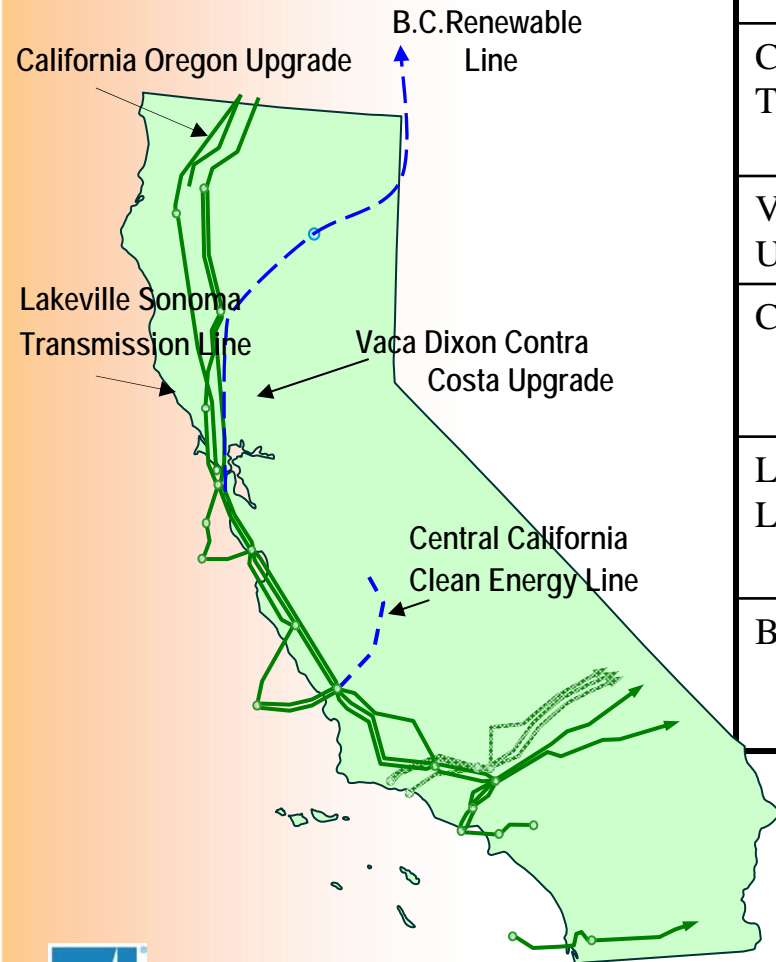 B.C.Renewable
Line
California Oregon Upgrade
Lakeville Sonoma
Transmission Line
Vaca Dixon Contra
Costa Upgrade
Central California
Clean Energy Line
C
T
V
U
C
L
L
B
®